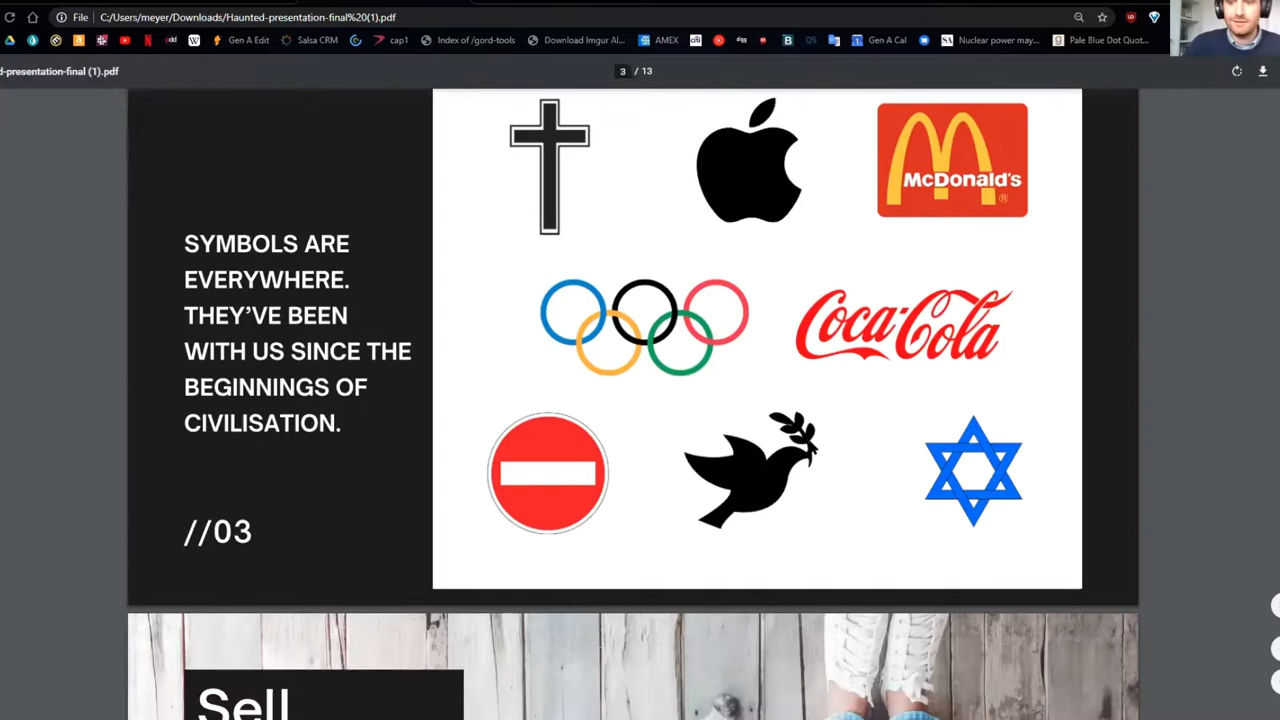 File
C:/Users/meyer/Downloads/Haunted-presentation-final%20(1).pdf
Gen A Edit
Salsa CRM
cap1
Index of /gord-tools
Download Imgur Al...
AMEX
Gen A Cal
Nuclear power may...
Pale Blue Dot Quot...
d-presentation-final (1).pdf
3 / 13
McDonald's
®
SYMBOLS ARE
EVERYWHERE.
THEY'VE BEEN
WITH US SINCE THE
BEGINNINGS OF
CIVILISATION.
Coca-Cola
//03
Sell